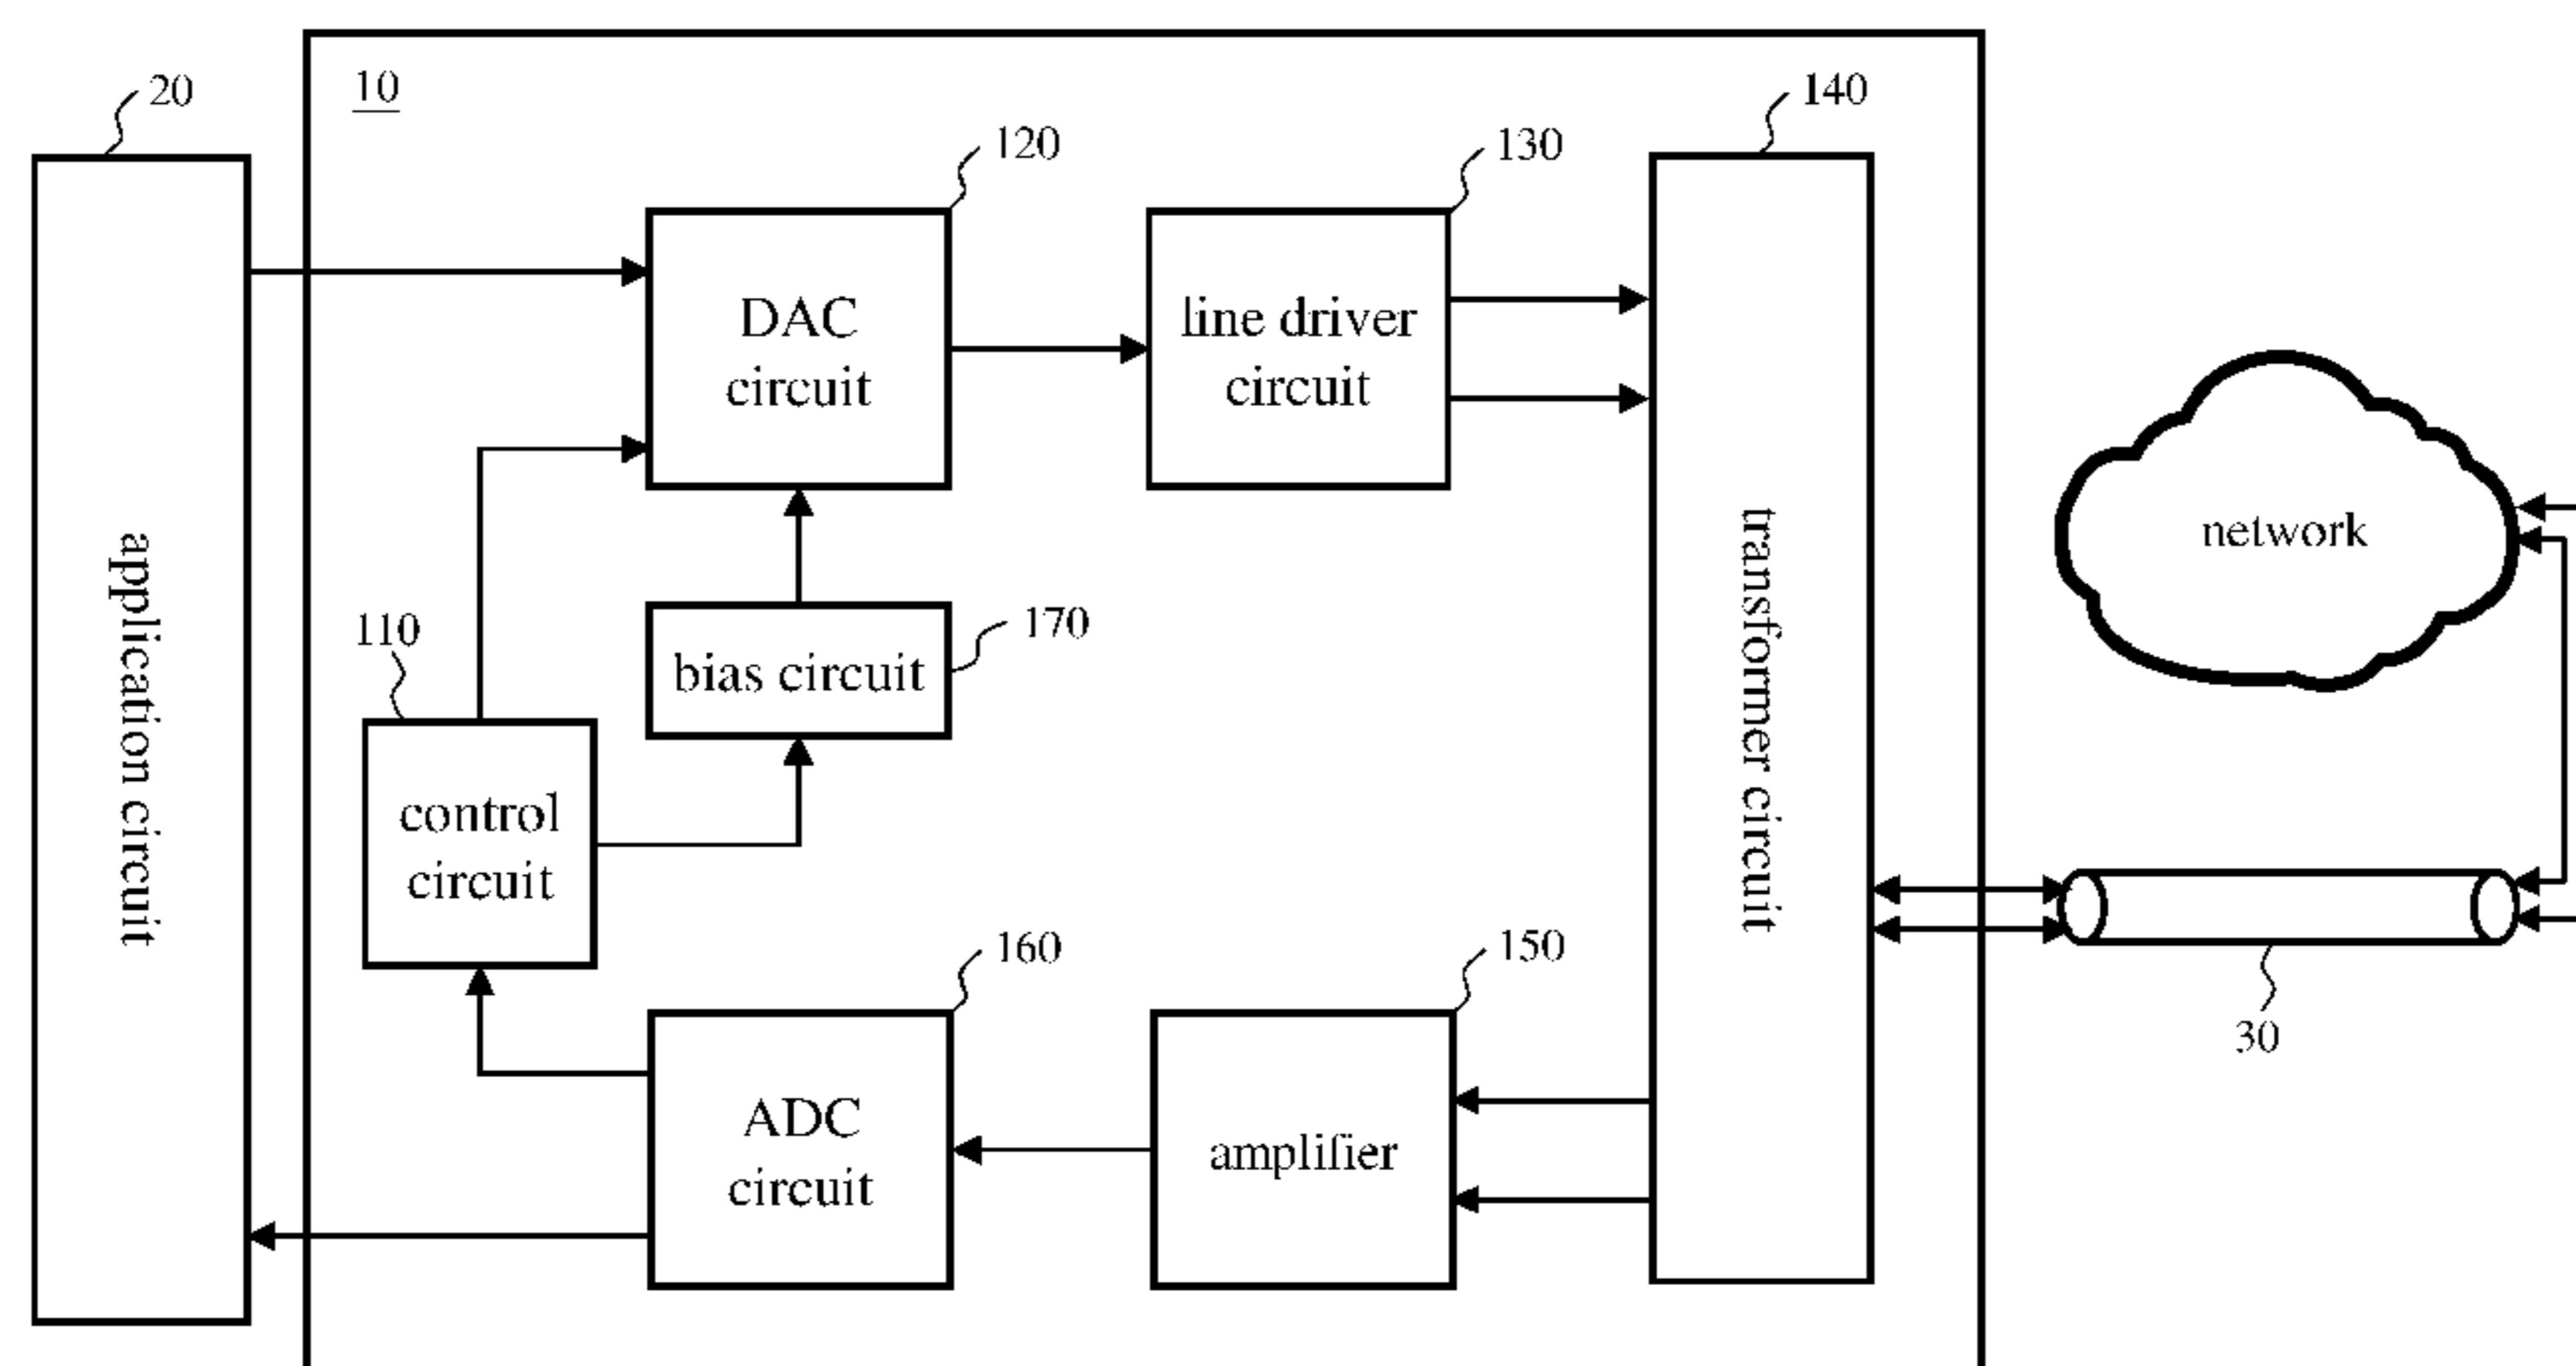 20
10
120
130
140
DAC
circuit
line driver
circuit
application circuit
transformer circuit
network
110
170
bias circuit
control
circuit
160
150
30
ADC
circuit
amplifier